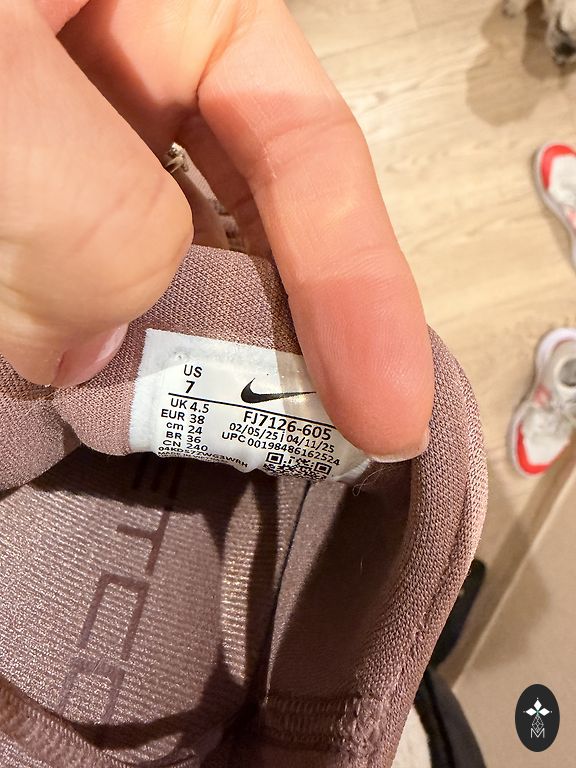 US
7
UK 4.5
EUR 38
cm 24
BR 36
CN 240
FJ7126-605
02/05/25 | 04/11/25
UPC 00198486162524
M